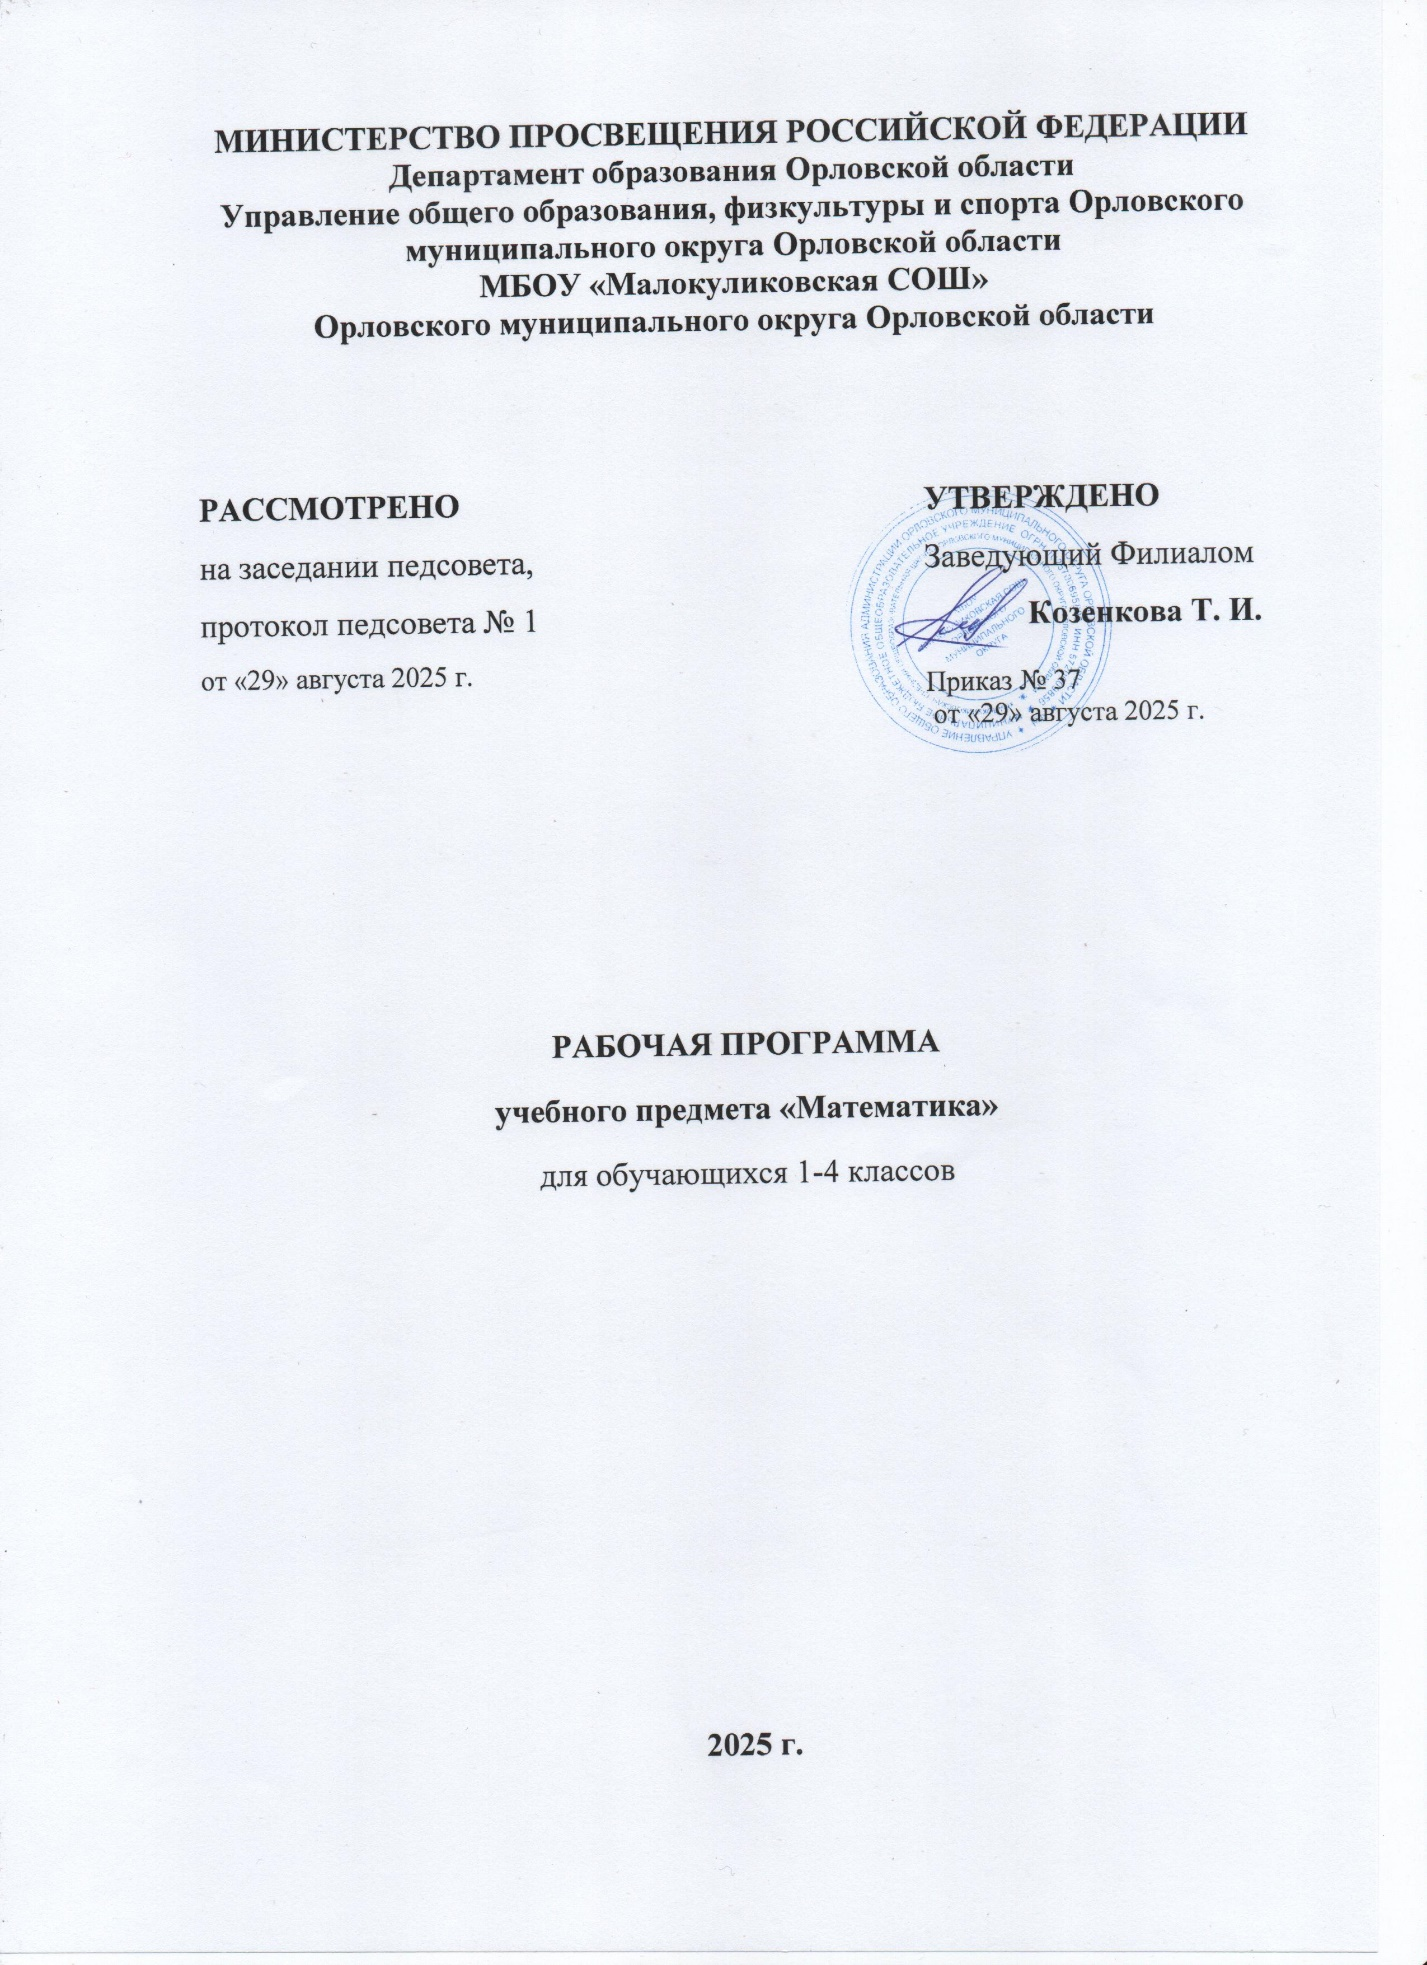 МИНИСТЕРСТВО ПРОСВЕЩЕНИЯ РОССИЙСКОЙ ФЕДЕРАЦИИ
Департамент образования Орловской области
Управление общего образования, физкультуры и спорта Орловского
муниципального округа Орловской области
МБОУ «Малокуликовская СОШ»
Орловского муниципального округа Орловской области
РАССМОТРЕНО
на заседании педсовета,
протокол педсовета № 1
от «29» августа 2025 г.
УТВЕРЖДЕНО
Заведующий Филиалом
Козенкова Т. И.
Приказ № 37
от «29» августа 2025 г.
МУНИЦИПАЛЬНОГО
ОКРУГА
РАБОЧАЯ ПРОГРАММА
учебного предмета «Математика»
для обучающихся 1-4 классов
2025 г.